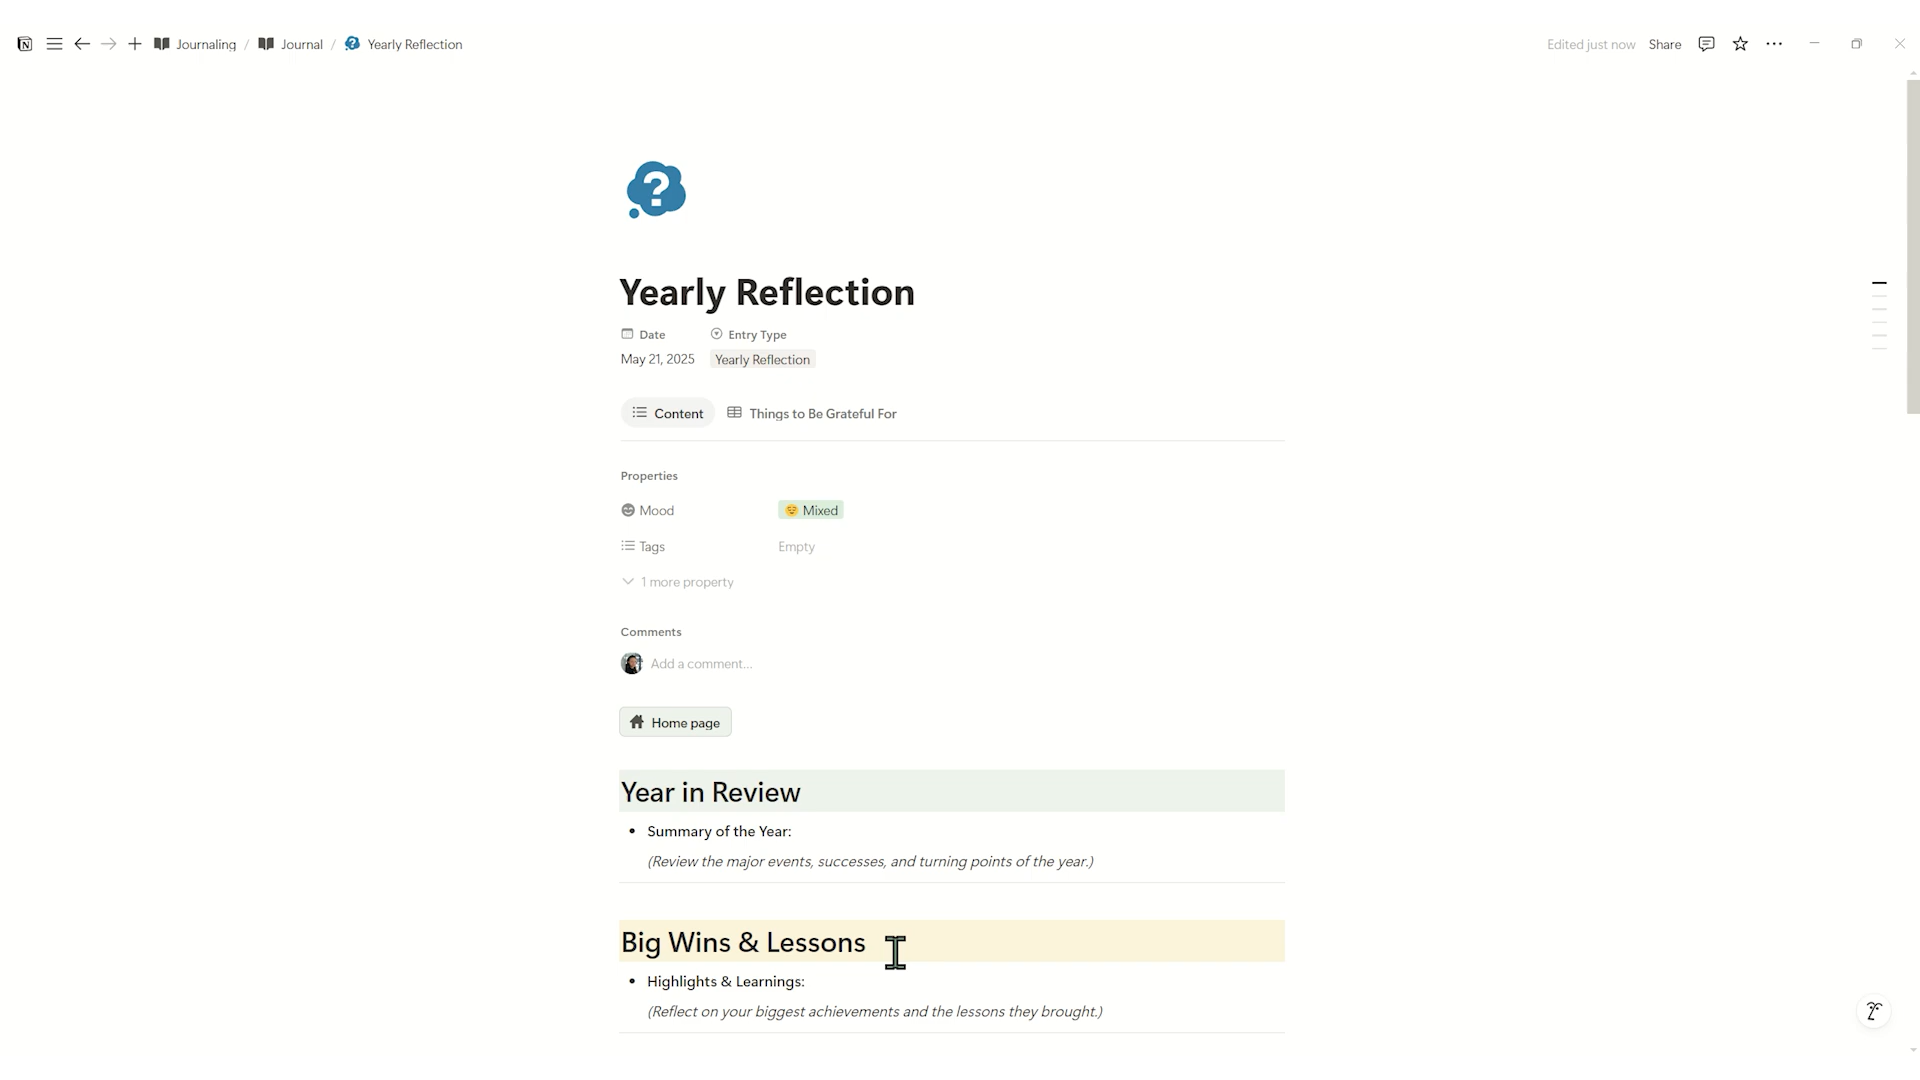 Journaling / Journal / Yearly Reflection
Edited just now Share
Yearly Reflection
Date Entry Type
May 21, 2025 Yearly Reflection
Content Things to Be Grateful For
Properties
Mood Mixed
Tags Empty
1 more property
Comments
Add a comment...
Home page
Year in Review
• Summary of the Year:
(Review the major events, successes, and turning points of the year.)
Big Wins & Lessons
• Highlights & Learnings:
(Reflect on your biggest achievements and the lessons they brought.)